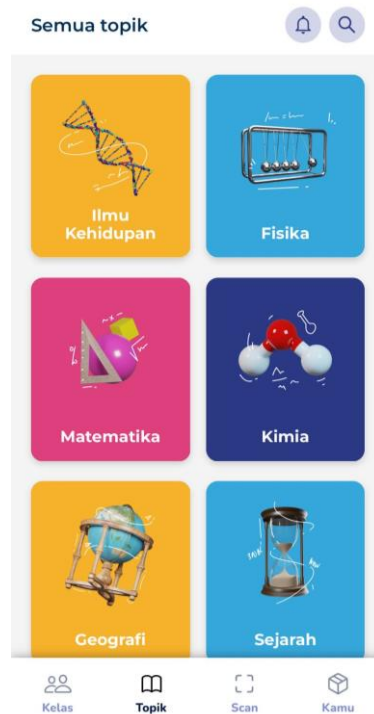 Semua topik
Ilmu
Kehidupan
Fisika
Matematika
Kimia
Geografi
Sejarah
Kelas
Topik
Scan
Kamu